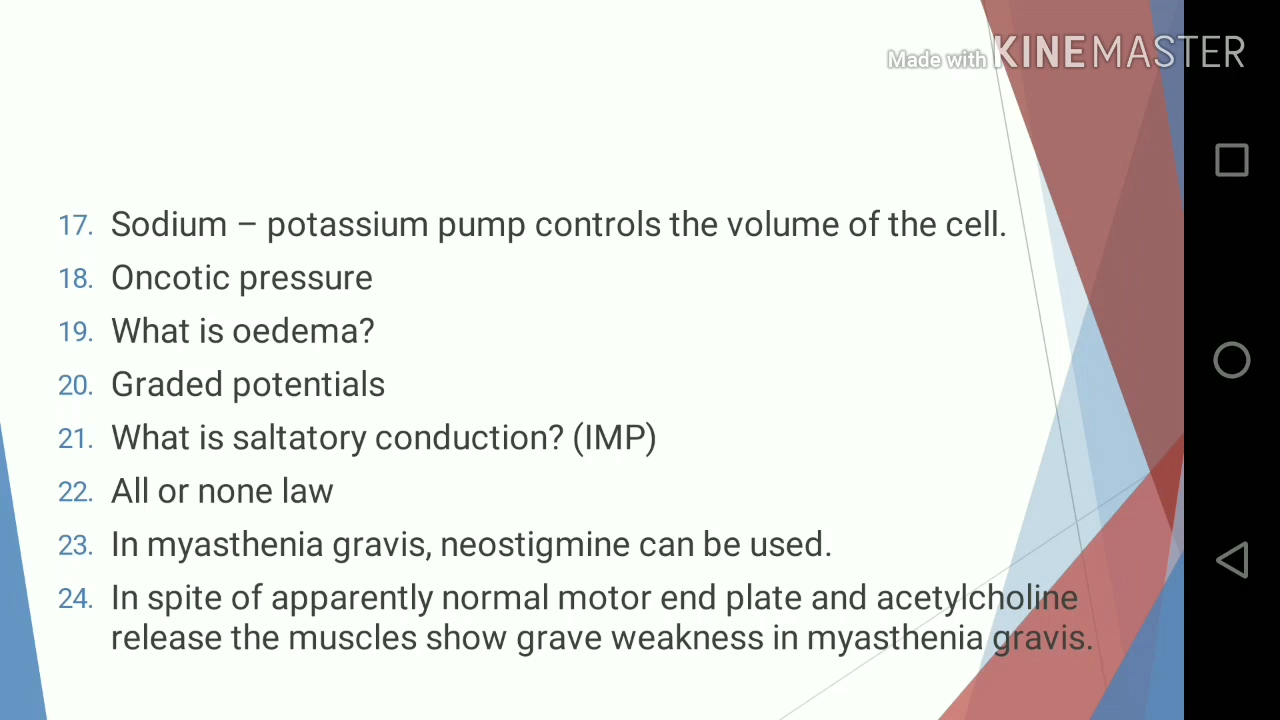 Made with KINEMASTER
17. Sodium – potassium pump controls the volume of the cell.
18. Oncotic pressure
19. What is oedema?
20. Graded potentials
21. What is saltatory conduction? (IMP)
22. All or none law
23. In myasthenia gravis, neostigmine can be used.
24. In spite of apparently normal motor end plate and acetylcholine
release the muscles show grave weakness in myasthenia gravis.